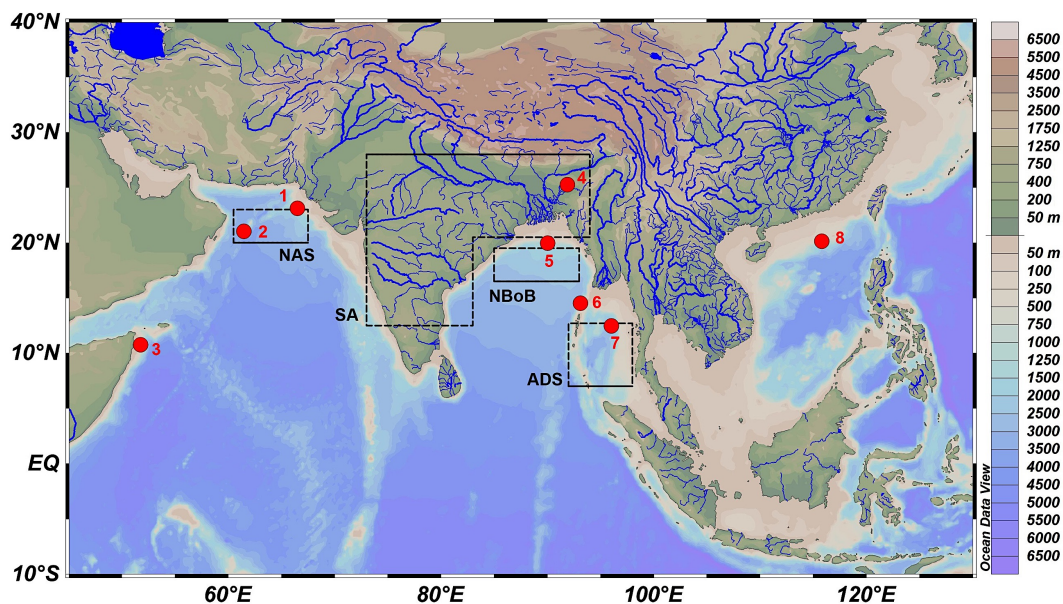 40°N
30°N
20°N
10°N
EQ
10°S
60°E
80°E
100°E
120°E
1
2
NAS
3
4
5
NBoB
SA
6
7
ADS
8
6500
5500
4500
3500
2500
1750
1250
750
400
200
50 m
50 m
100
250
500
750
1000
1250
1500
2000
2500
3000
3500
4000
4500
5000
5500
6000
6500
Ocean Data View